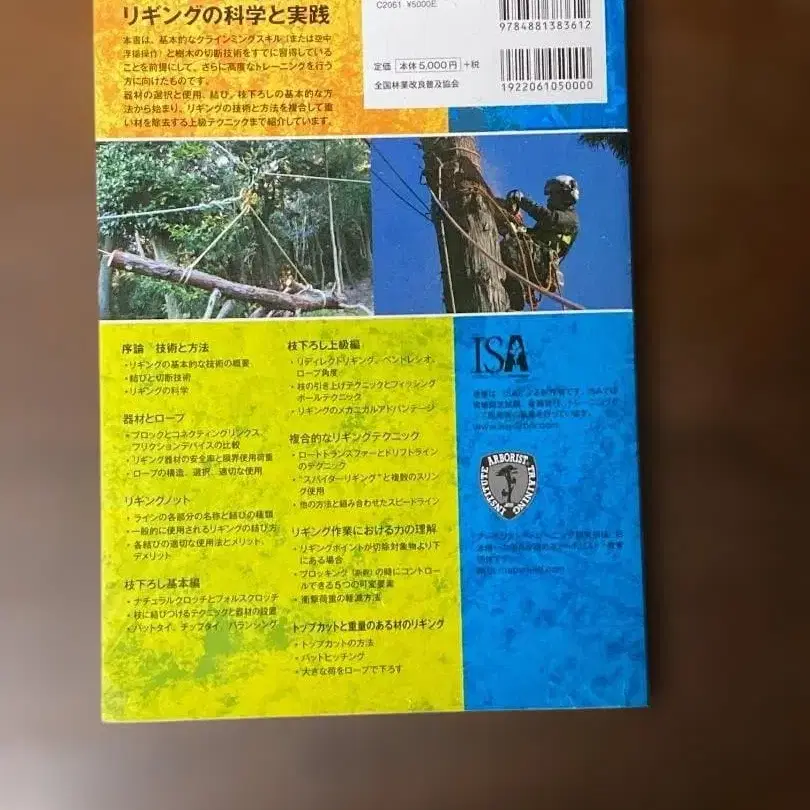 リギングの科学と実践
本書は、基本的なクラインミングスキル（または空中
浮揚操作）と樹木の切断技術をすでに習得している
ことを前提にして、さらに高度なトレーニングを行う
方に向けたものです。
器材の選択と使用、結び、枝下ろしの基本的な方
法から始まり、リギングの技術と方法を複合して重
い材を除去する上級テクニックまで紹介しています。
C2061 ¥5000E
定価 本体 5,000円 +税
全国林業改良普及協会
9784881383612
1922061050000
序論 技術と方法
・リギングの基本的な技術の概要
・結びと切断技術
・リギングの科学
器材とロープ
・ブロックとコネクティングリンクス、
フリクションデバイスの比較
・リギング器材の安全率と限界使用荷重
・ロープの構造、選択、適切な使用
リギングノット
・ラインの各部分の名称と結びの種類
・一般的に使用されるリギングの結び方
・各結びの適切な使用法とメリット、
デメリット
枝下ろし基本編
・ナチュラルクロッチとフォルスクロッチ
・枝に結びつけるテクニックと器材の設置
・バットタイ、チップタイ、バランシング
枝下ろし上級編
・リディレクトリギング、ベンドレシオ、
ロープ角度
・枝の引き上げテクニックとフィッシング
ポールテクニック
・リギングのメカニカルアドバンテージ
複合的なリギングテクニック
・ロードトランスファーとドリフトライン
のテクニック
・“スパイダーリギング”と複数のスリン
グ使用
・他の方法と組み合わせたスピードライン
リギング作業における力の理解
・リギングポイントが切除対象物より下
にある場合
・ブロッキング（断幹）の時にコントロー
ルできる5つの可変要素
・衝撃荷重の軽減方法
トップカットと重量のある材のリギング
・トップカットの方法
・バットヒッチング
・大きな荷をロープで下ろす
ISA
ARBORIST TRAINING INSTITUTE